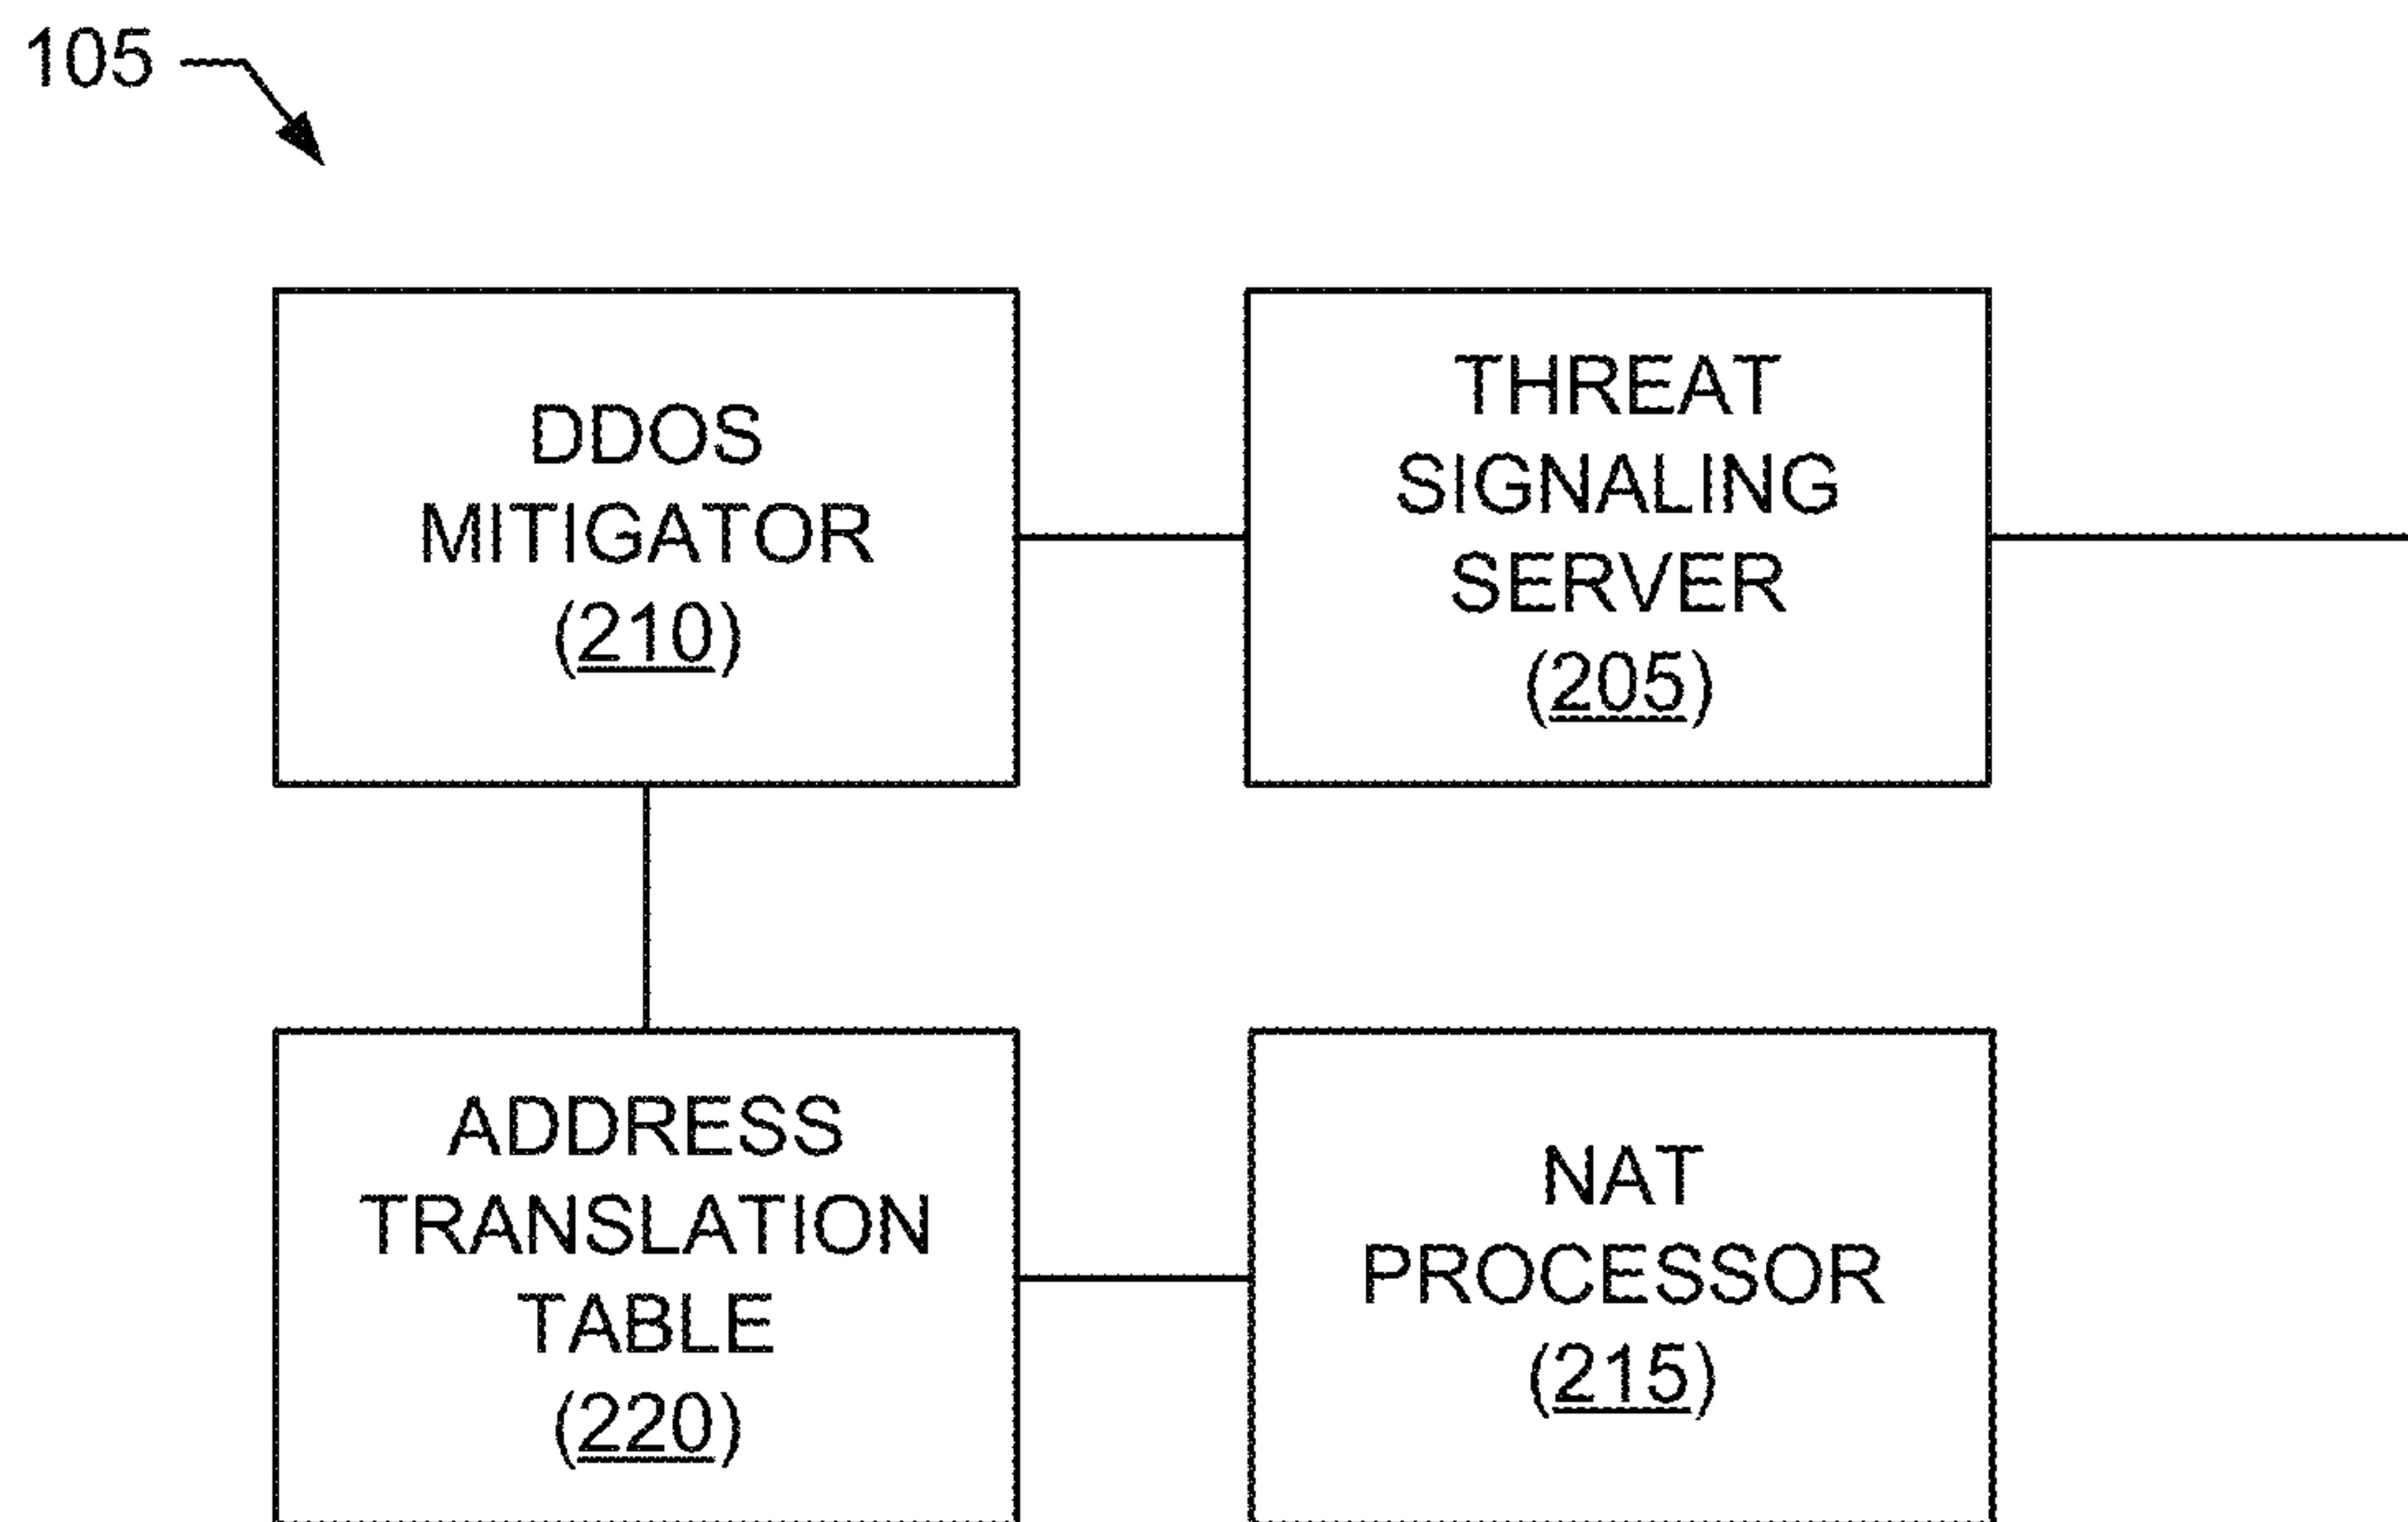 105
DDOS
MITIGATOR
(210)
THREAT
SIGNALING
SERVER
(205)
ADDRESS
TRANSLATION
TABLE
(220)
NAT
PROCESSOR
(215)